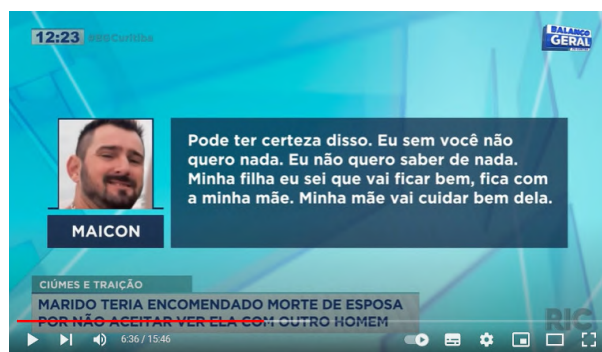 12:23 #BGCuritiba
BALANÇO
GERAL
Pode ter certeza disso. Eu sem você não
quero nada. Eu não quero saber de nada.
Minha filha eu sei que vai ficar bem, fica com
a minha mãe. Minha mãe vai cuidar bem dela.
MAICON
CIÚMES E TRAIÇÃO
MARIDO TERIA ENCOMENDADO MORTE DE ESPOSA
POR NÃO ACEITAR VER ELA COM OUTRO HOMEM
RIC
6:36 / 15:46